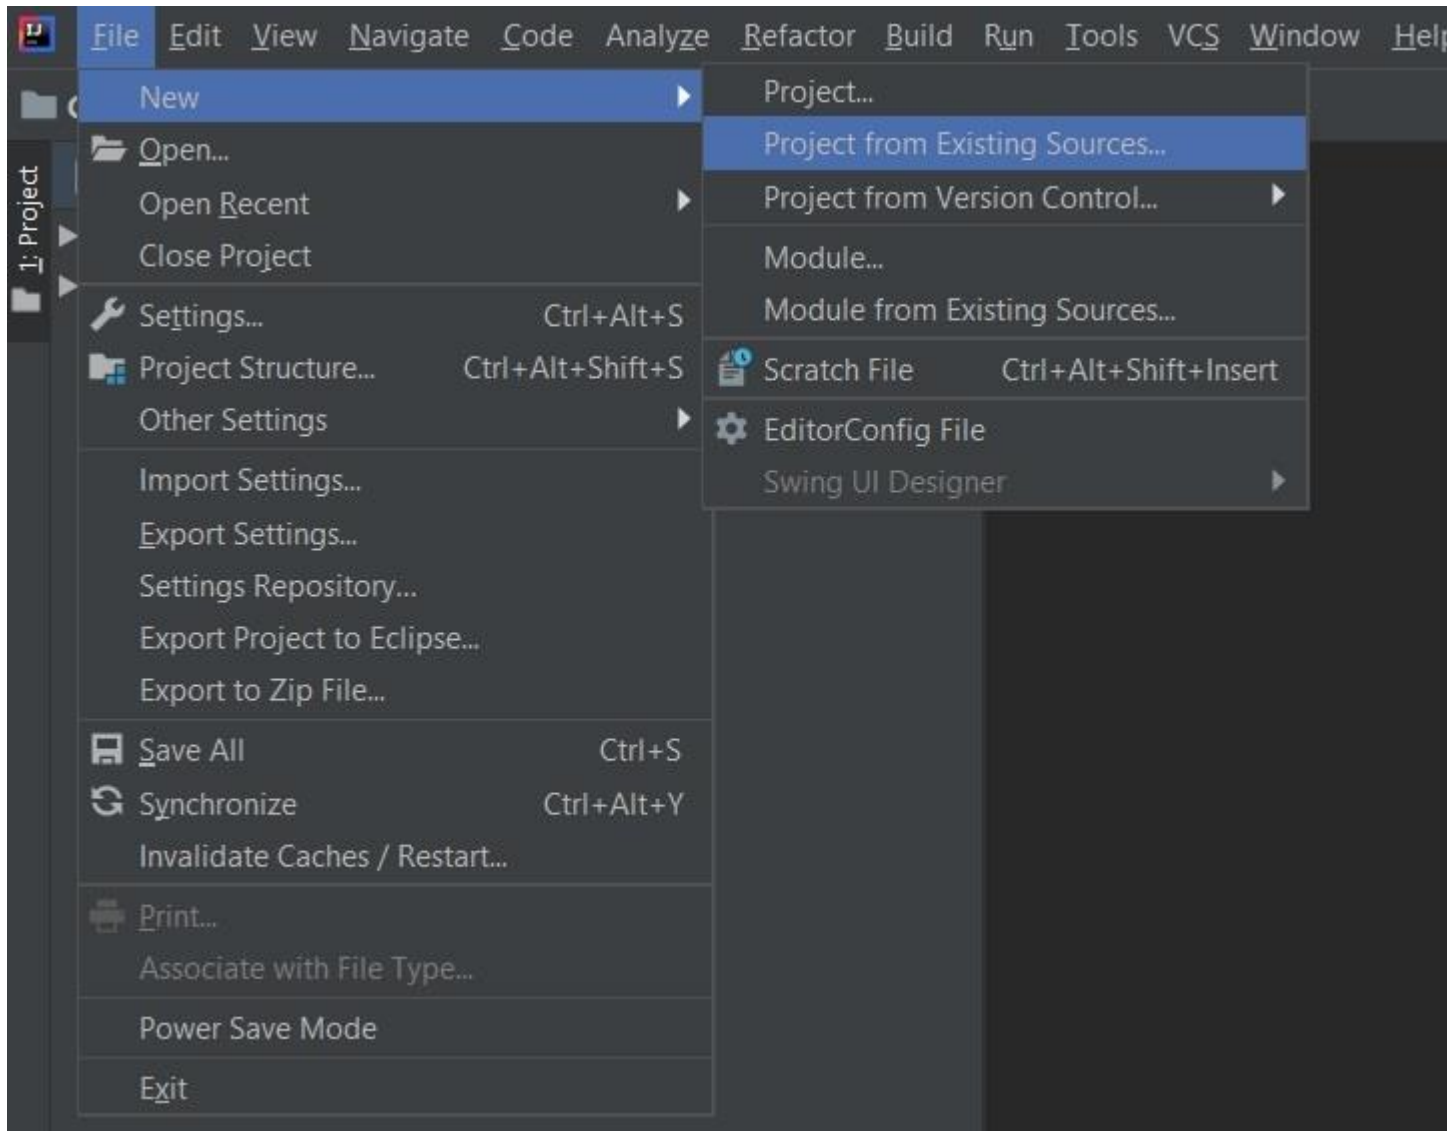 IJ
File Edit View Navigate Code Analyze Refactor Build Run Tools VCS Window
New
Open...
Open Recent
Close Project
Settings... Ctrl+Alt+S
Project Structure... Ctrl+Alt+Shift+S
Other Settings
Import Settings...
Export Settings...
Settings Repository...
Export Project to Eclipse...
Export to Zip File...
Save All Ctrl+S
Synchronize Ctrl+Alt+Y
Invalidate Caches / Restart...
Print...
Associate with File Type...
Power Save Mode
Exit
Project...
Project from Existing Sources...
Project from Version Control...
Module...
Module from Existing Sources...
Scratch File Ctrl+Alt+Shift+Insert
EditorConfig File
Swing UI Designer
1: Project